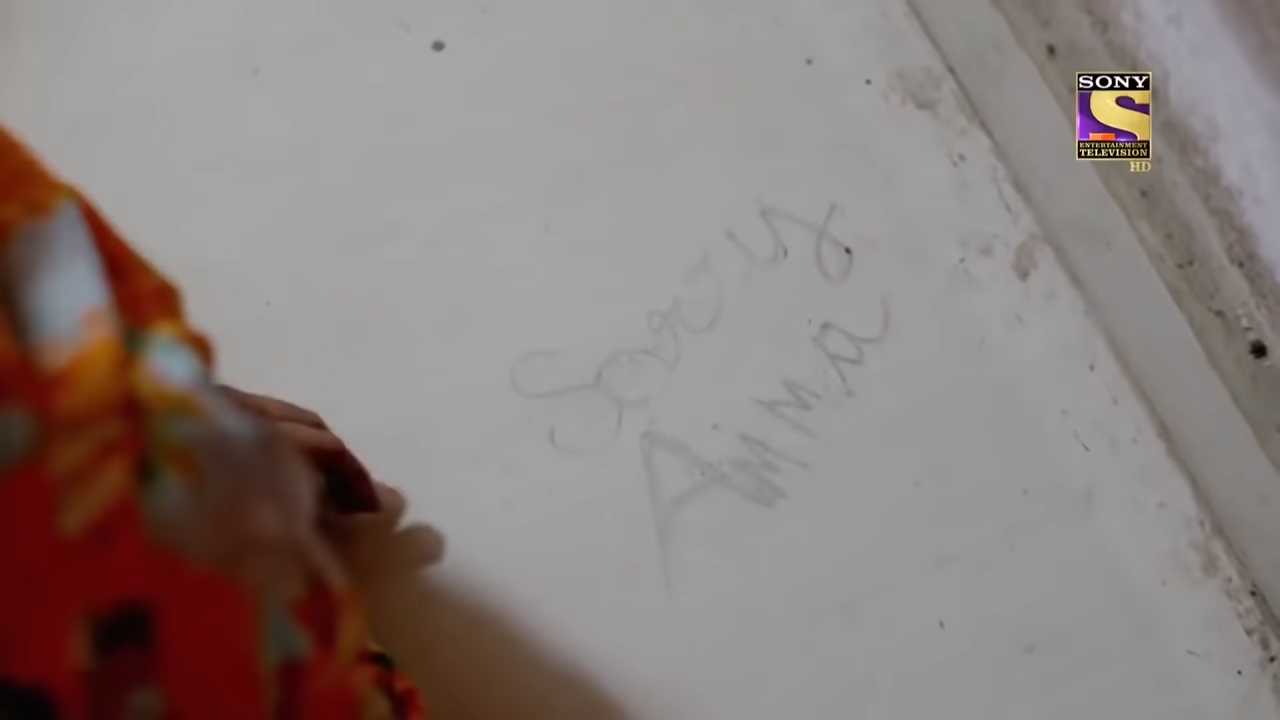 SONY
ENTERTAINMENT
TELEVISION
HD
Sorry
Amma